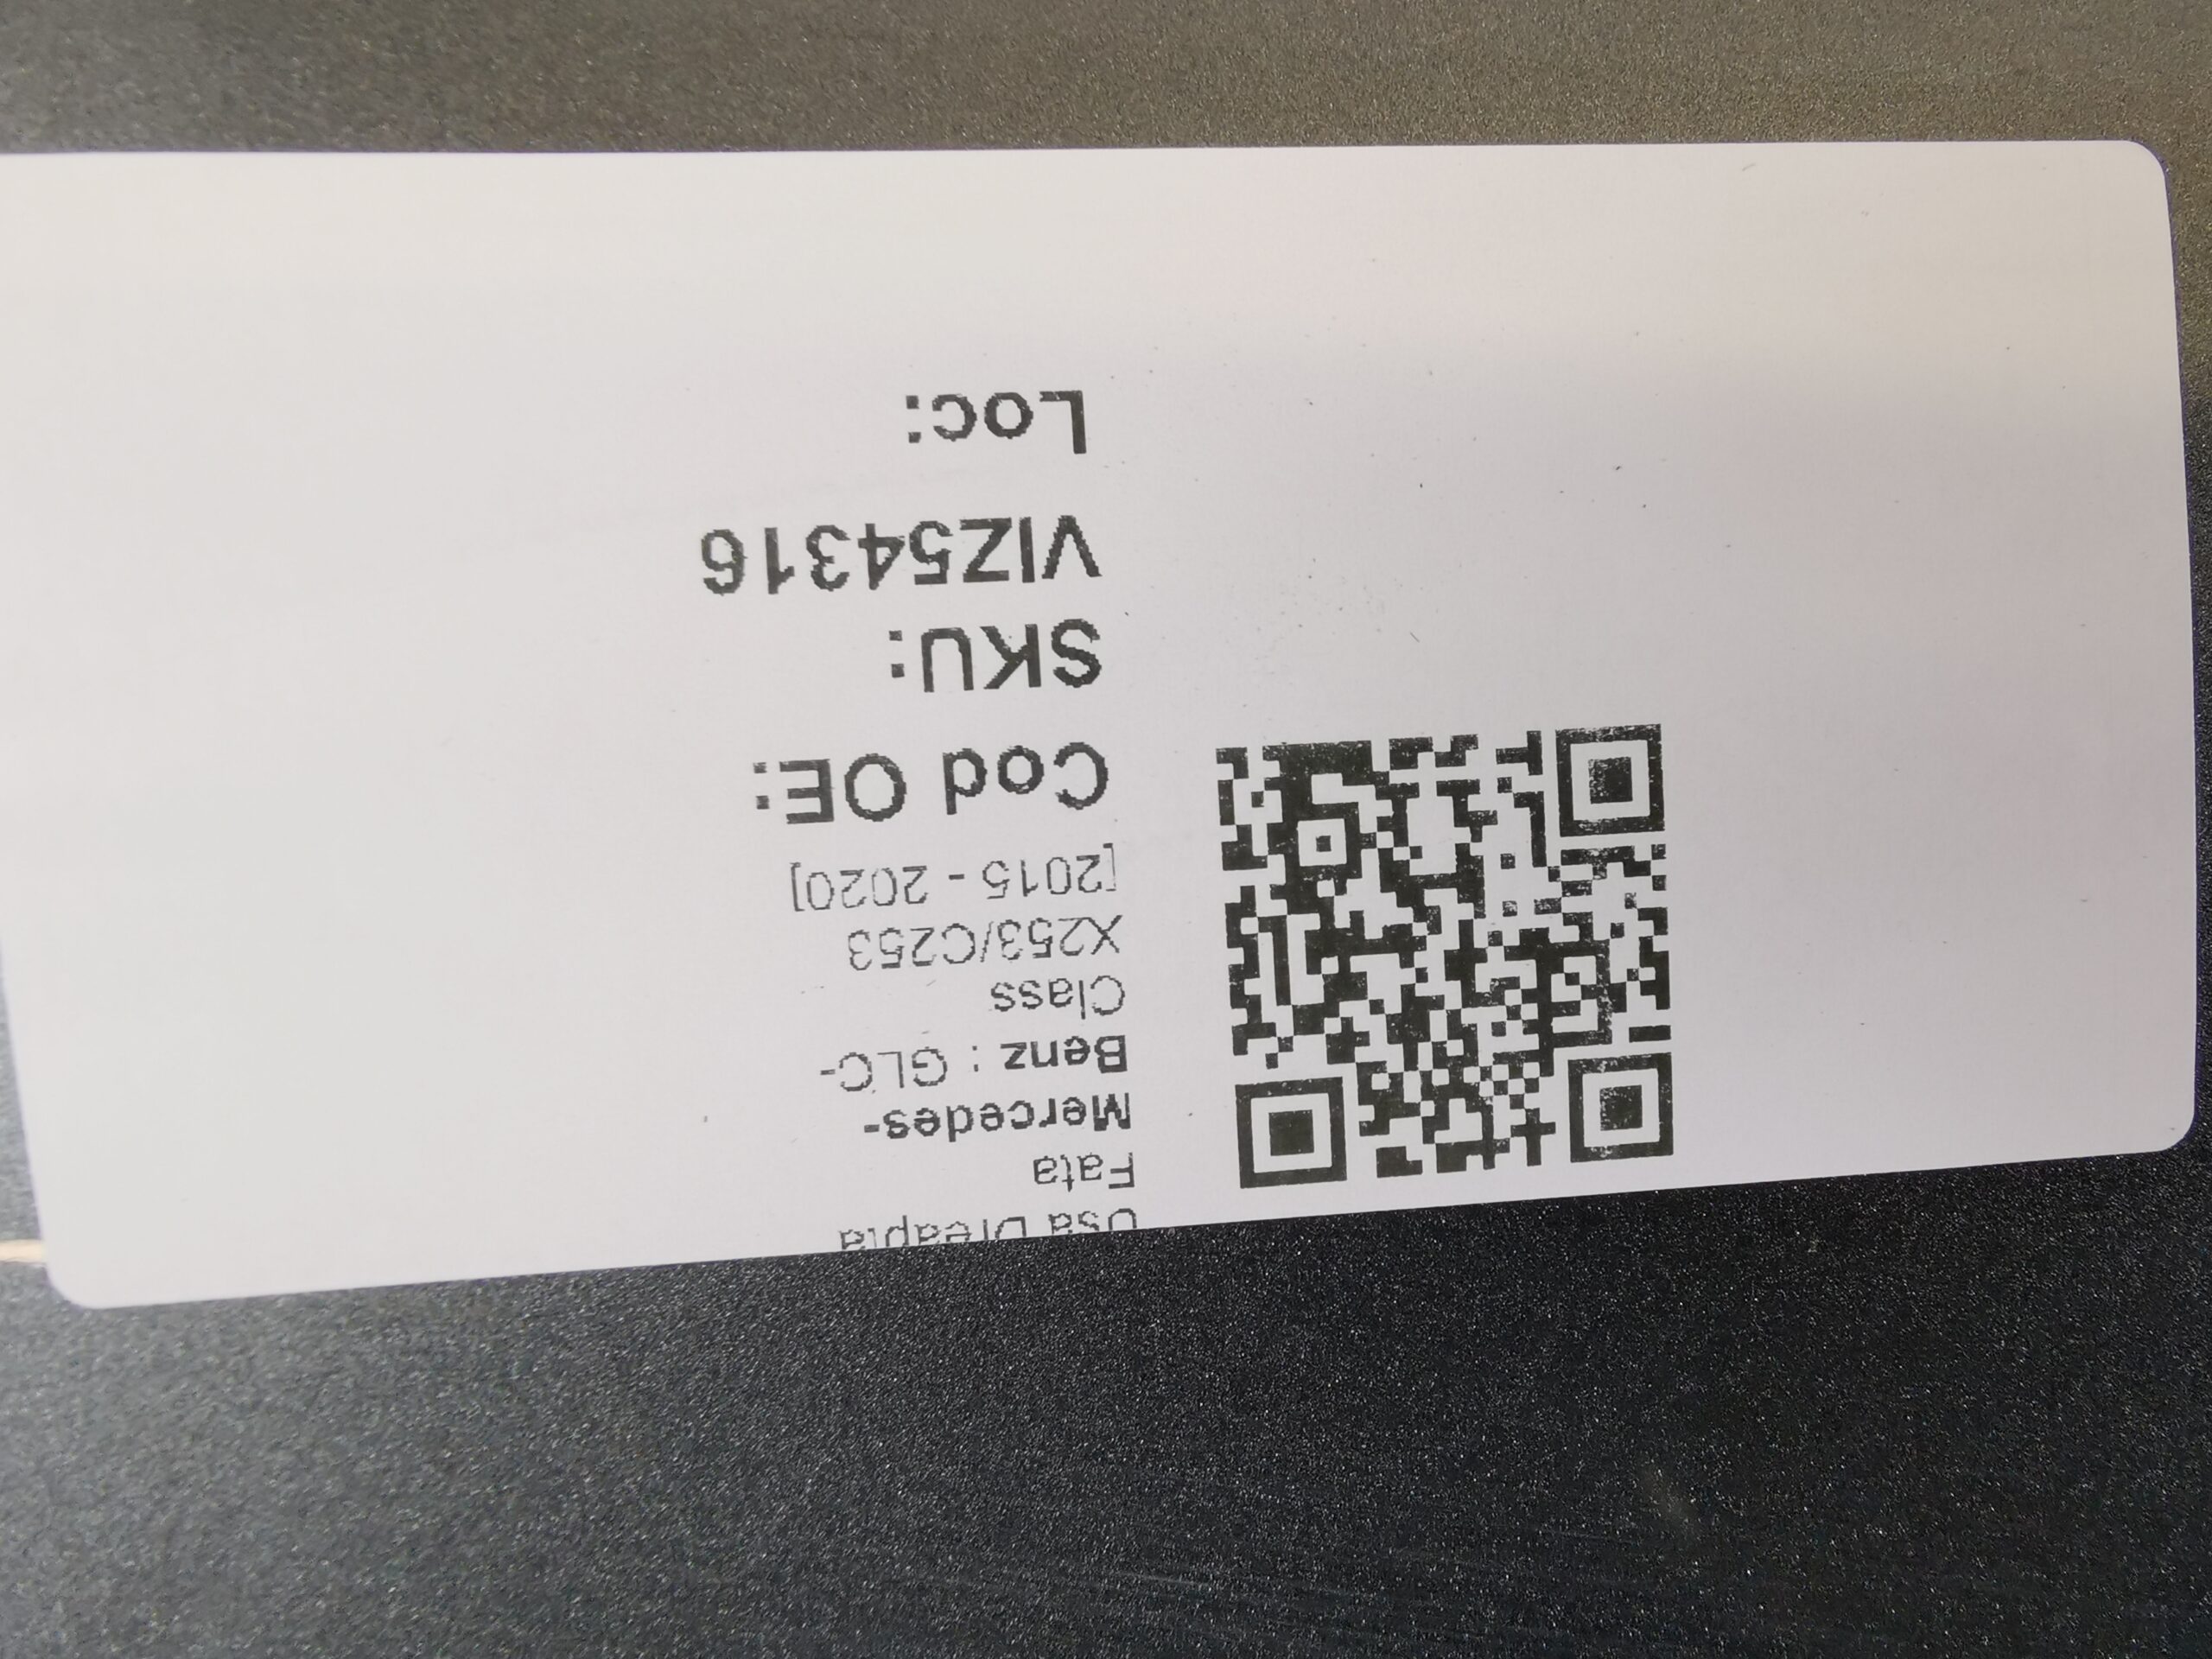 Usa Dreapta
Fata
Mercedes-
Benz : GLC-
Class
X253/C253
[2015 - 2020]
Cod OE:
SKU:
VIZ54316
Loc: